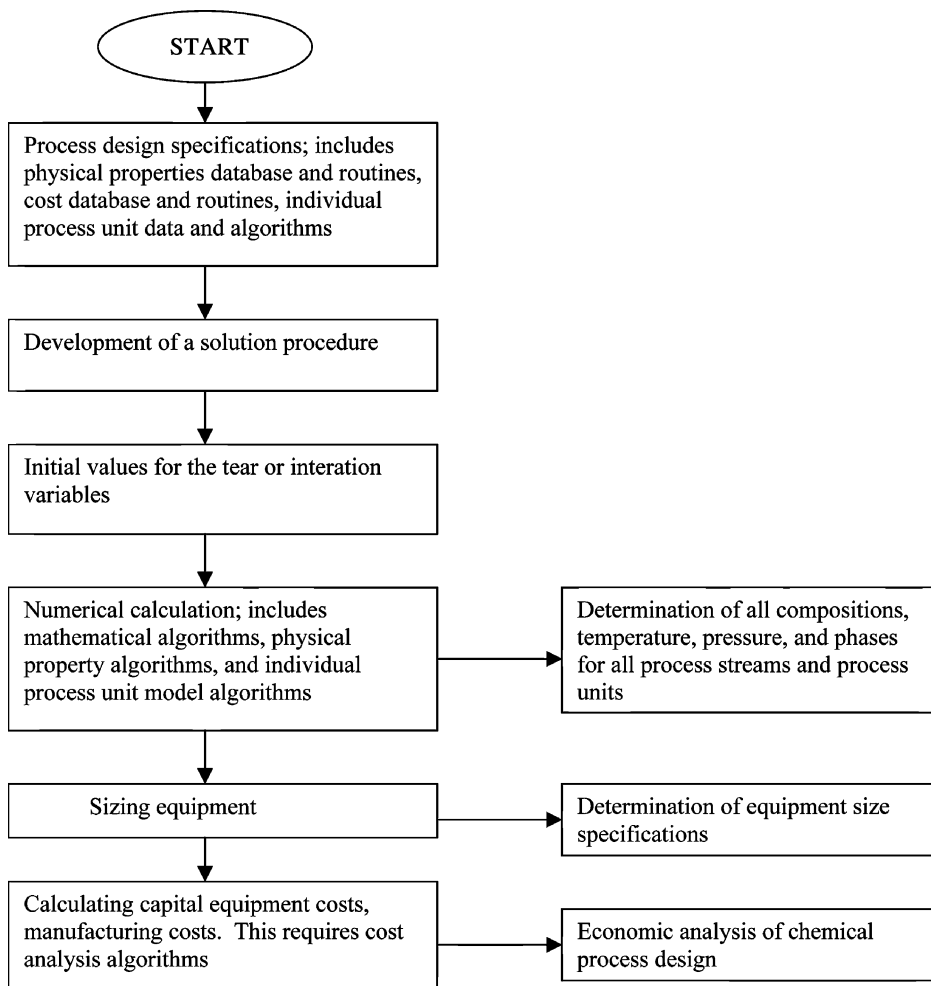 START
Process design specifications; includes
physical properties database and routines,
cost database and routines, individual
process unit data and algorithms
Development of a solution procedure
Initial values for the tear or interation
variables
Numerical calculation; includes
mathematical algorithms, physical
property algorithms, and individual
process unit model algorithms
Determination of all compositions,
temperature, pressure, and phases
for all process streams and process
units
Sizing equipment
Determination of equipment size
specifications
Calculating capital equipment costs,
manufacturing costs.  This requires cost
analysis algorithms
Economic analysis of chemical
process design